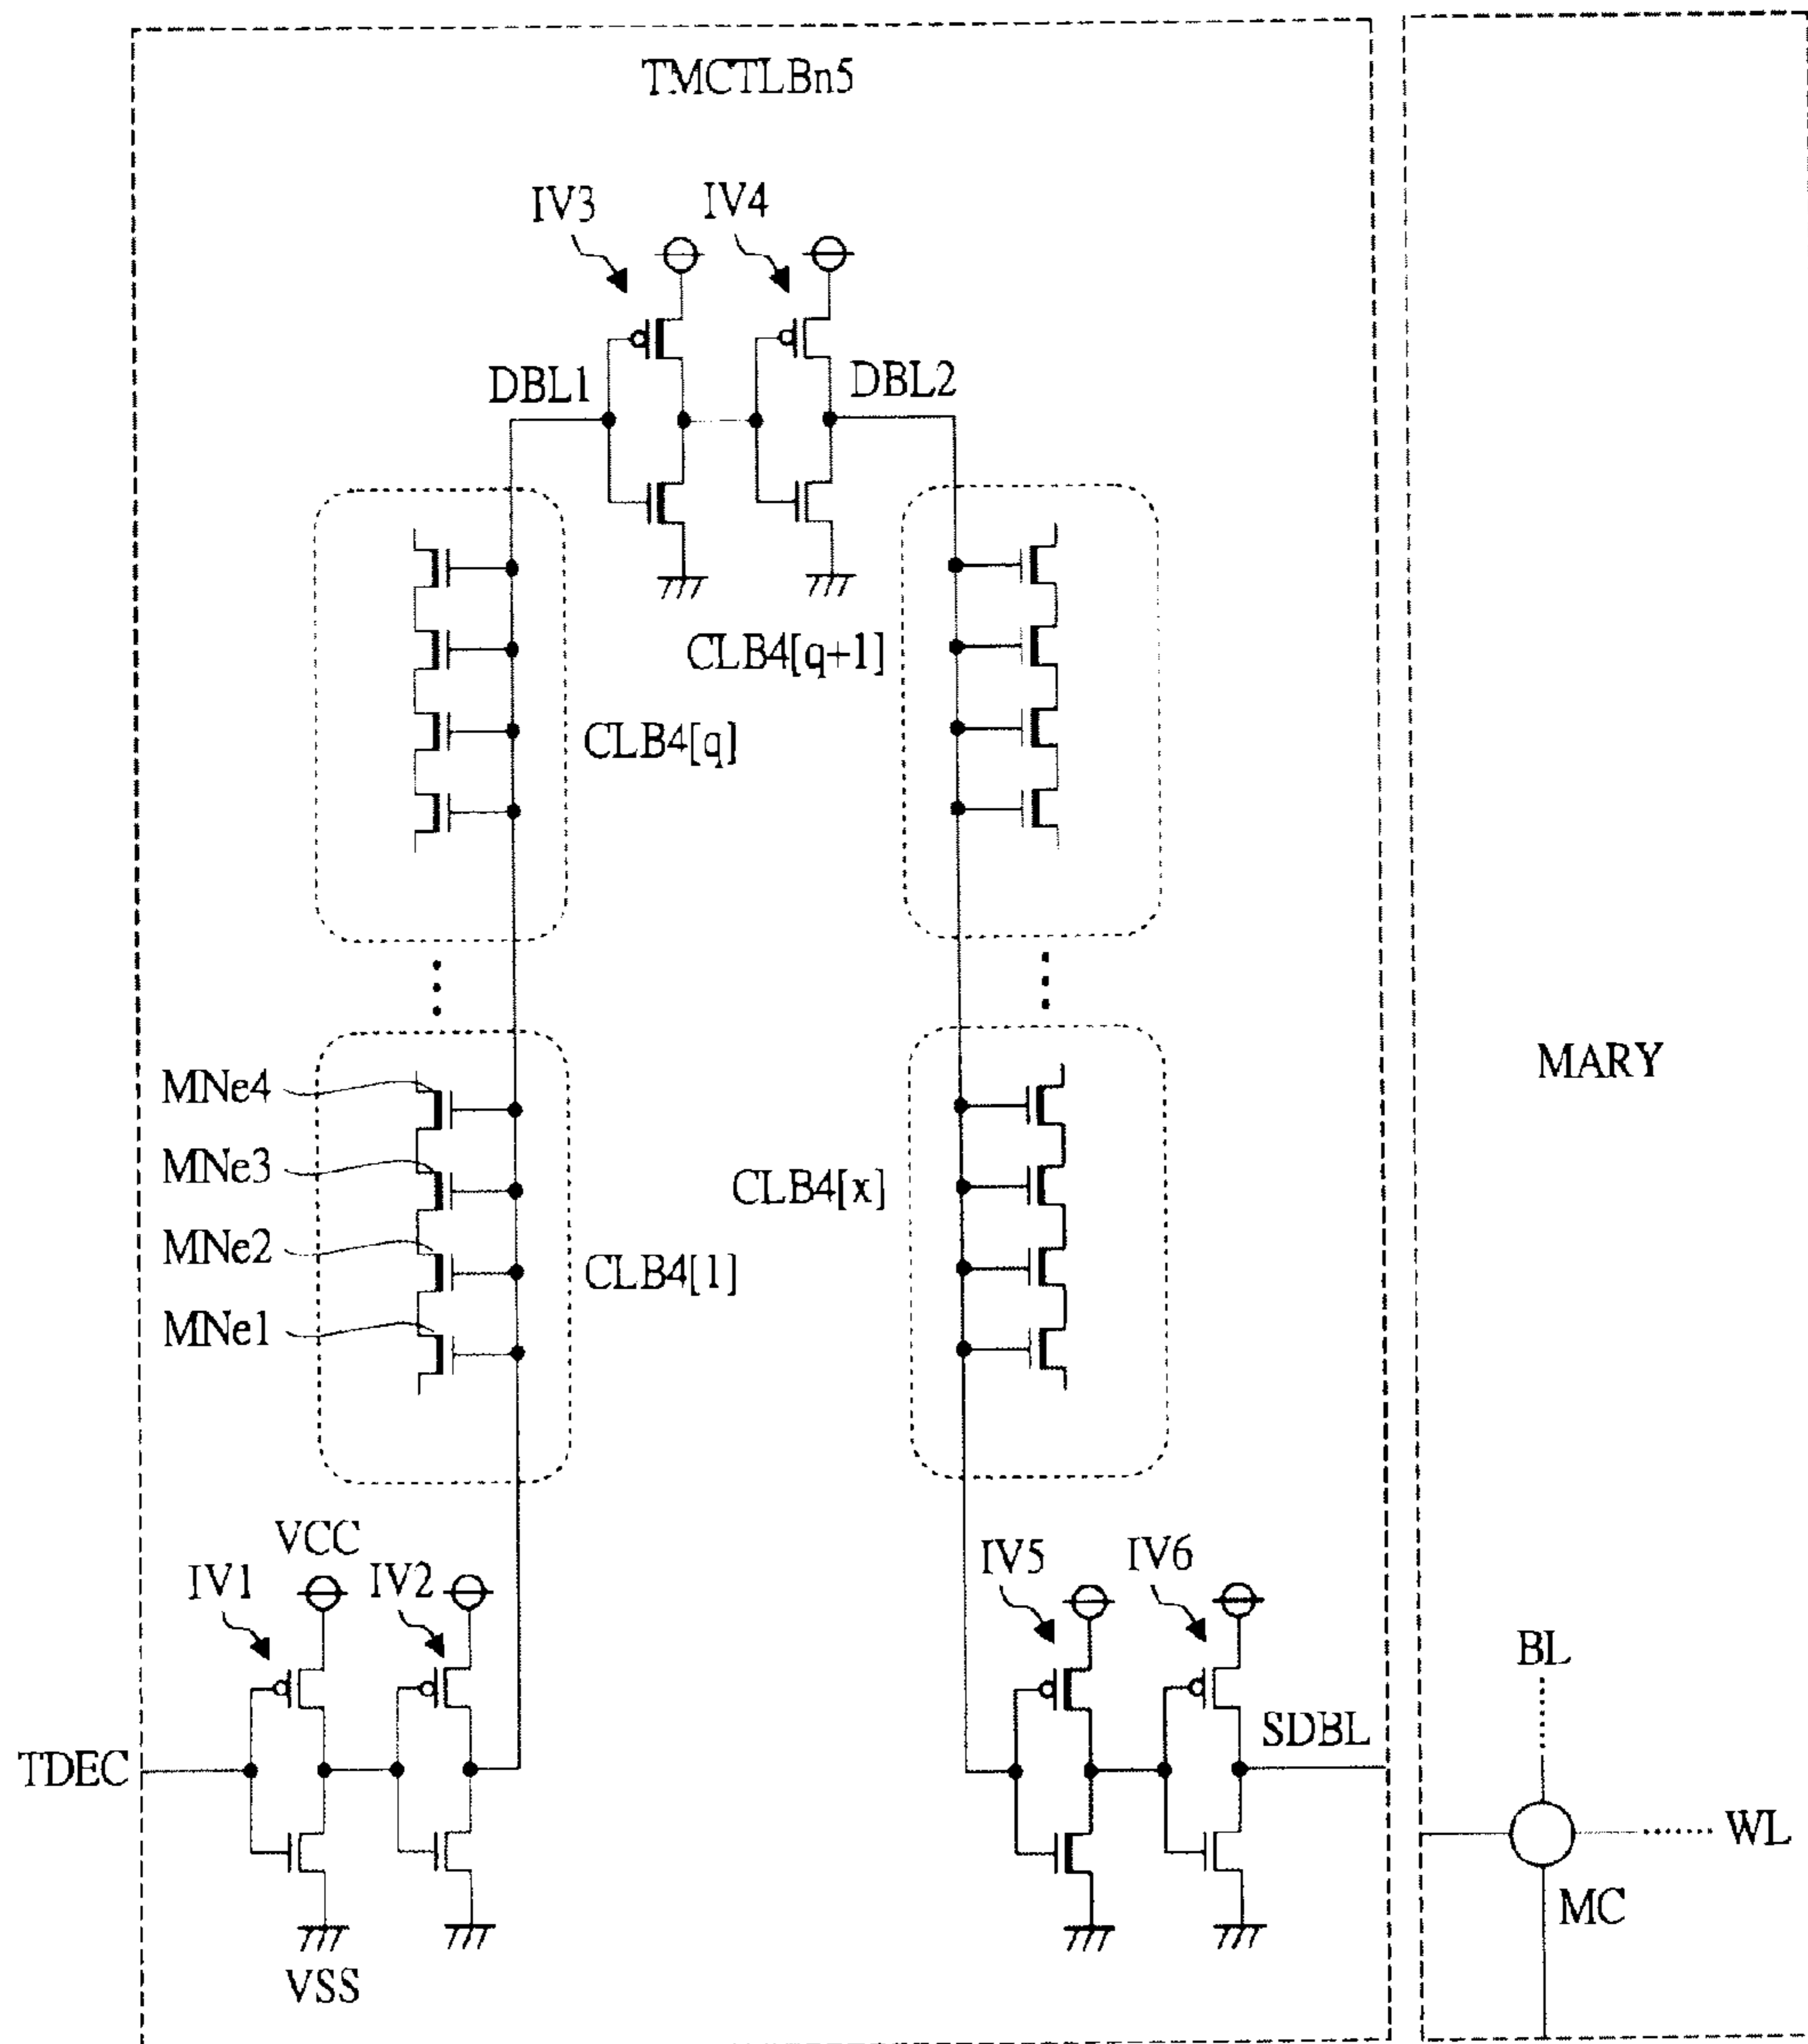 TMCTLBn5
IV3
IV4
DBL1
DBL2
CLB4[q+1]
CLB4[q]
MARY
MNe4
MNe3
CLB4[x]
MNe2
CLB4[1]
MNe1
VCC
IV1
IV2
IV5
IV6
BL
SDBL
TDEC
WL
MC
VSS